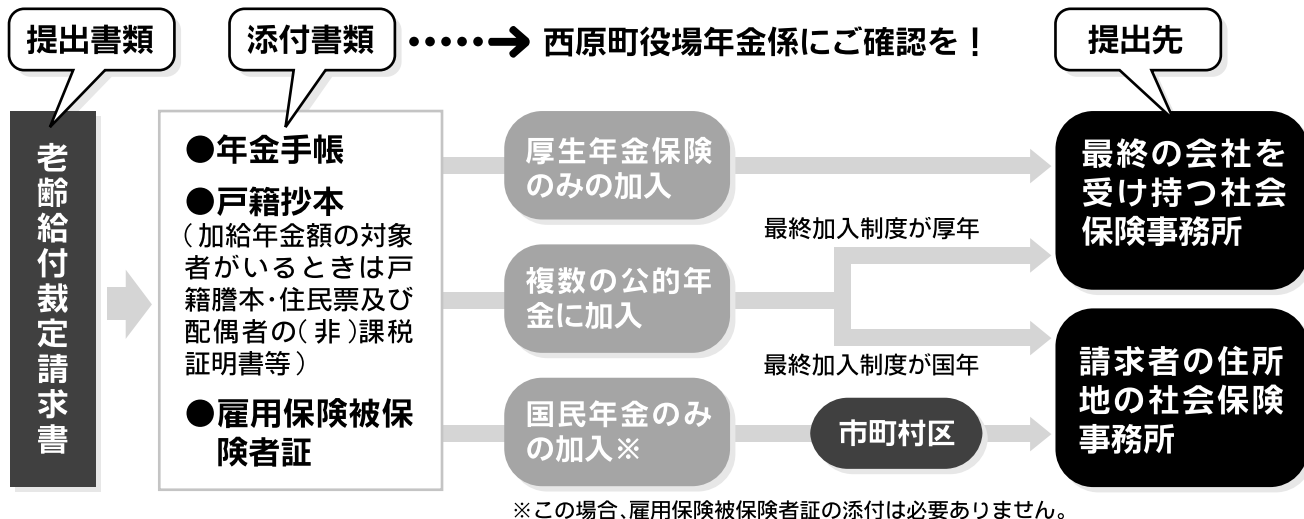 提出書類
添付書類
西原町役場年金係にご確認を！
提出先
老齢給付裁定請求書
●年金手帳
●戸籍抄本
（加給年金額の対象
者がいるときは戸
籍謄本・住民票及び
配偶者の（非）課税
証明書等）
●雇用保険被保
険者証
厚生年金保険
のみの加入
複数の公的年
金に加入
国民年金のみ
の加入※
最終加入制度が厚年
最終加入制度が国年
市町村区
最終の会社を
受け持つ社会
保険事務所
請求者の住所
地の社会保険
事務所
※この場合、雇用保険被保険者証の添付は必要ありません。